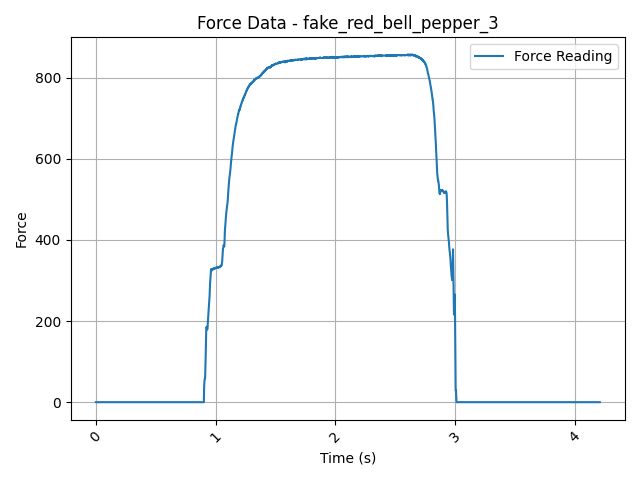 Force Data - fake_red_bell_pepper_3
Force Reading
800
600
400
200
0
Force
0 1 2 3 4
Time (s)